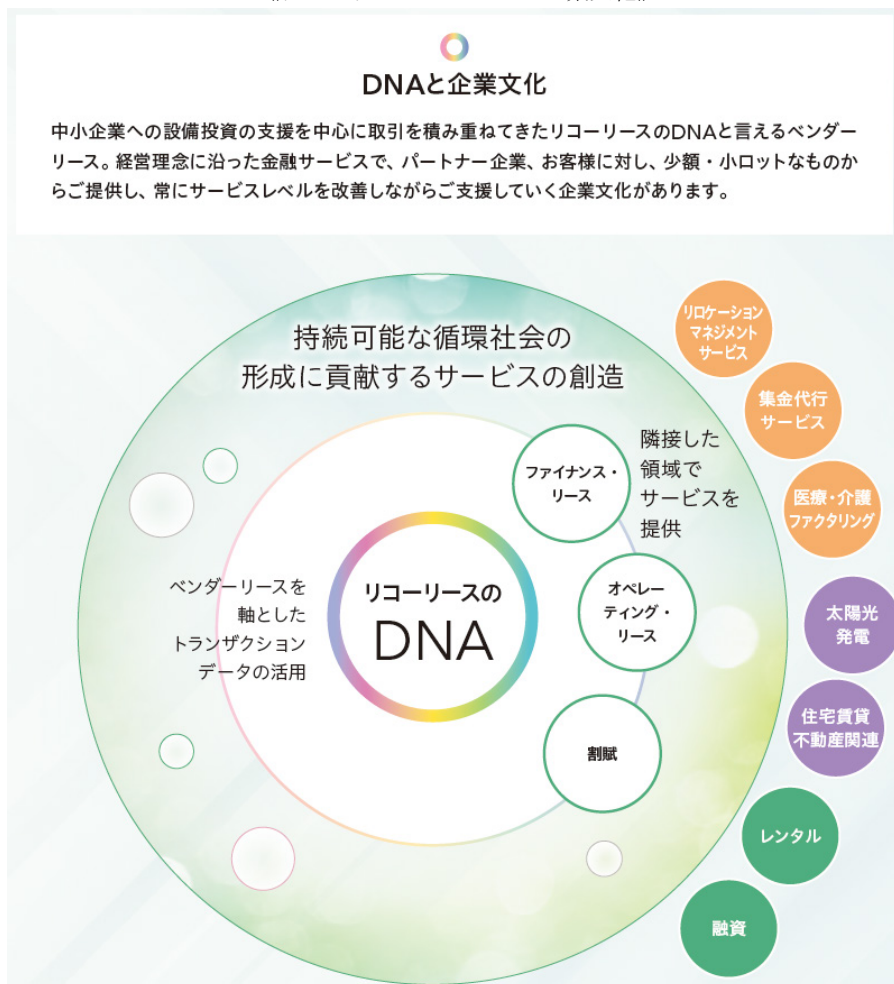 DNAと企業文化
中小企業への設備投資の支援を中心に取引を積み重ねてきたリコーリースのDNAと言えるベンダー
リース。経営理念に沿った金融サービスで、パートナー企業、お客様に対し、少額・小ロットなものか
らご提供し、常にサービスレベルを改善しながらご支援していく企業文化があります。
持続可能な循環社会の
形成に貢献するサービスの創造
リロケーション
マネジメント
サービス
集金代行
サービス
医療・介護
ファクタリング
太陽光
発電
住宅賃貸
不動産関連
レンタル
融資
隣接した
領域で
サービスを
提供
ファイナンス・
リース
オペレー
ティング・
リース
割賦
リコーリースの
DNA
ベンダーリースを
軸とした
トランザクション
データの活用